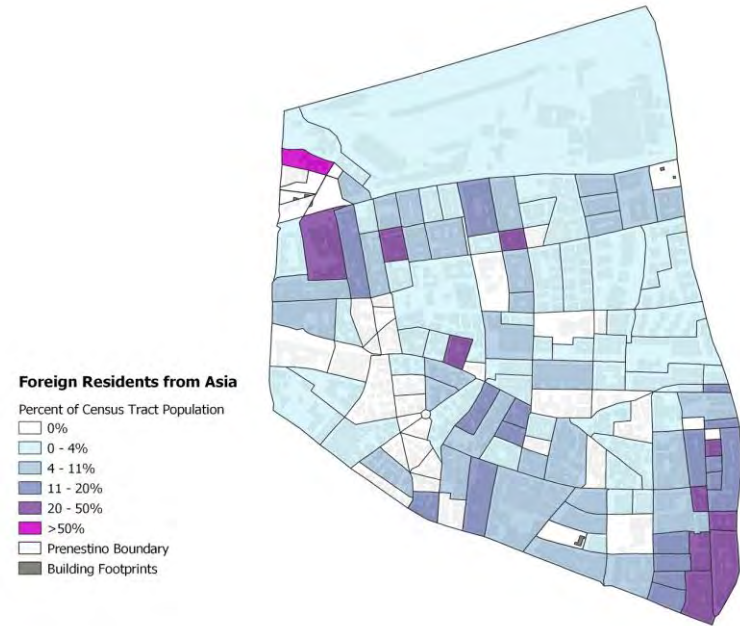 Foreign Residents from Asia
Percent of Census Tract Population
0%
0 - 4%
4 - 11%
11 - 20%
20 - 50%
>50%
Prenestino Boundary
Building Footprints